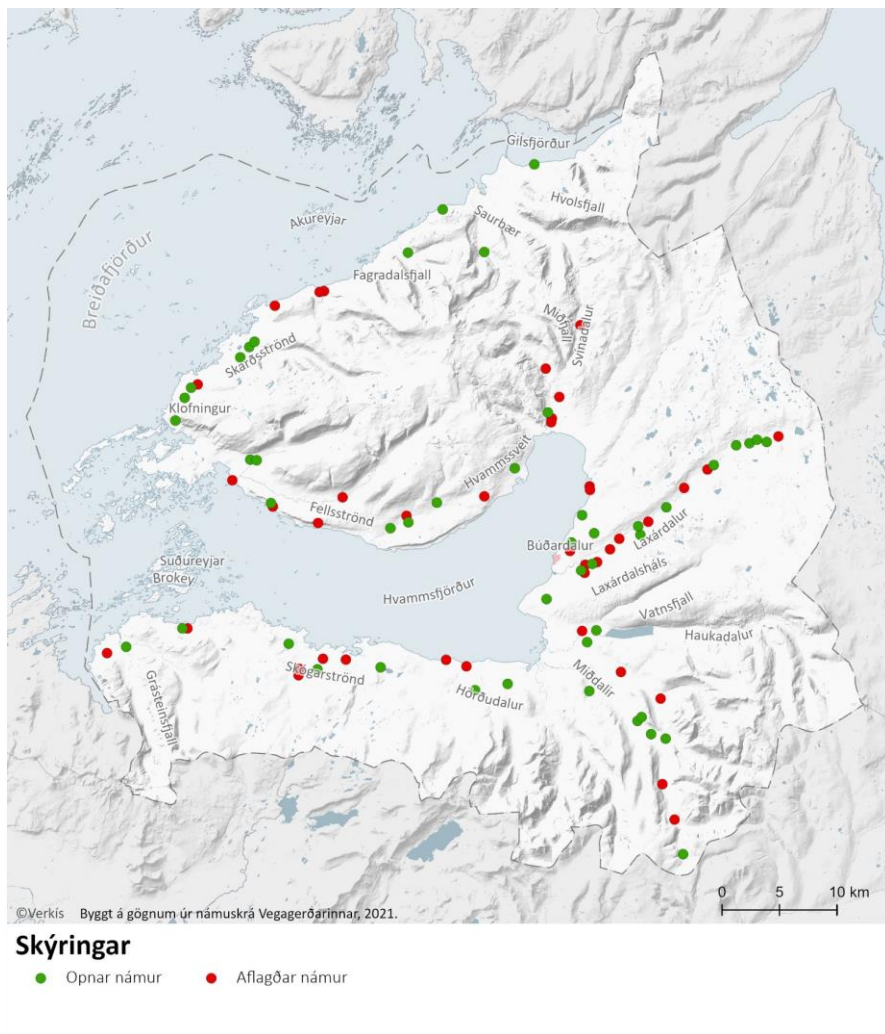 Gilsfjörður
Hvolsfjall
Saurbær
Akureyjar
Breiðafjörður
Fagradalsfjall
Miðfjall
Svínadalur
Skarðsströnd
Klofningur
Hvammssveit
Fellsströnd
Laxárdalur
Búðardalur
Suðureyjar
Brokey
Laxárdalsháls
Hvammsfjörður
Vatnsfjall
Haukadalur
Skógarströnd
Miðdalir
Hörðudalur
Grásteinsfjall
0 5 10 km
©Verkís Byggt á gögnum úr námuskrá Vegagerðarinnar, 2021.
Skýringar
Opnar námur Aflagðar námur